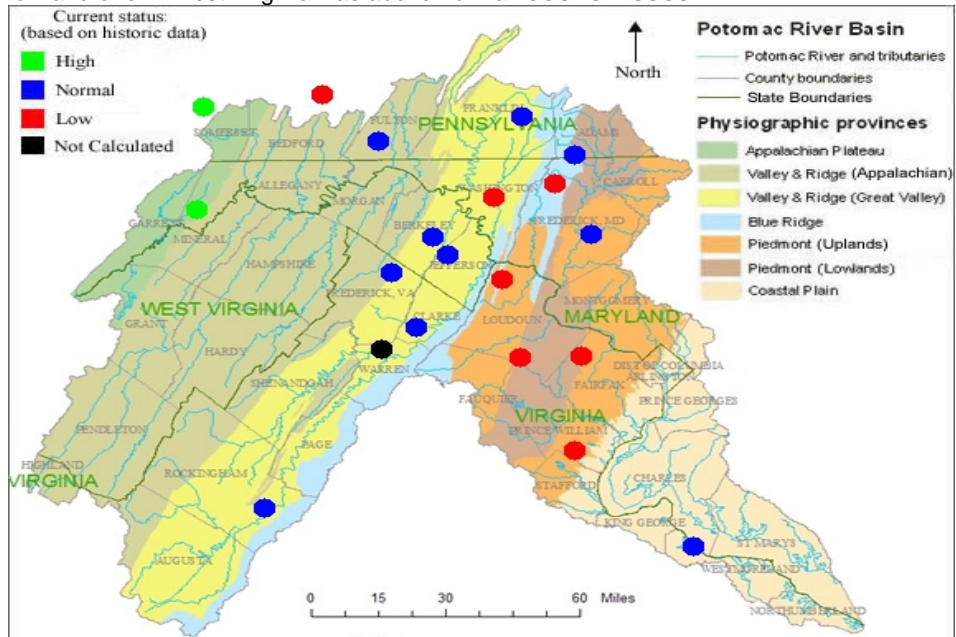 Current status:
(based on historic data)
High
Normal
Low
Not Calculated
North
Potomac River Basin
Potomac River and tributaries
County boundaries
State Boundaries
Physiographic provinces
Appalachian Plateau
Valley & Ridge (Appalachian)
Valley & Ridge (Great Valley)
Blue Ridge
Piedmont (Uplands)
Piedmont (Lowlands)
Coastal Plain
SOMERSET
BEDFORD
FULTON
FRANKLIN
PENNSYLVANIA
ADAMS
ALLEGANY
WASHINGTON
CARROLL
GARRETT
MINERAL
MORGAN
BERKELEY
FREDERICK, MD
HAMPSHIRE
JEFFERSON
FREDERICK, VA
WEST VIRGINIA
GRANT
CLARKE
LOUDOUN
MONTGOMERY
MARYLAND
HARDY
WARREN
SHENANDOAH
DIST OF COLUMBIA
ARLINGTON
FAIRFAX
FAUQUIER
PRINCE GEORGES
VIRGINIA
PENDLETON
PRINCE WILLIAM
PAGE
HIGHLAND
VIRGINIA
ROCKINGHAM
STAFFORD
CHARLES
KING GEORGE
ST MARYS
AUGUSTA
WESTMORELAND
NORTHUMBERLAND
0 15 30 60 Miles